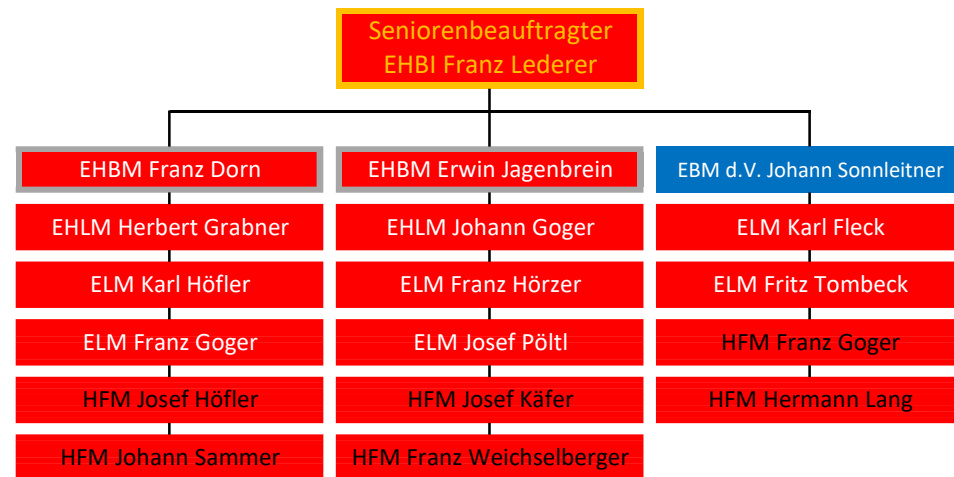 Seniorenbeauftragter
EHBI Franz Lederer
EHBM Franz Dorn
EHBM Erwin Jagenbrein
EBM d.V. Johann Sonnleitner
EHLM Herbert Grabner
EHLM Johann Goger
ELM Karl Fleck
ELM Karl Höfler
ELM Franz Hörzer
ELM Fritz Tombeck
ELM Franz Goger
ELM Josef Pöltl
HFM Franz Goger
HFM Josef Höfler
HFM Josef Käfer
HFM Hermann Lang
HFM Johann Sammer
HFM Franz Weichselberger